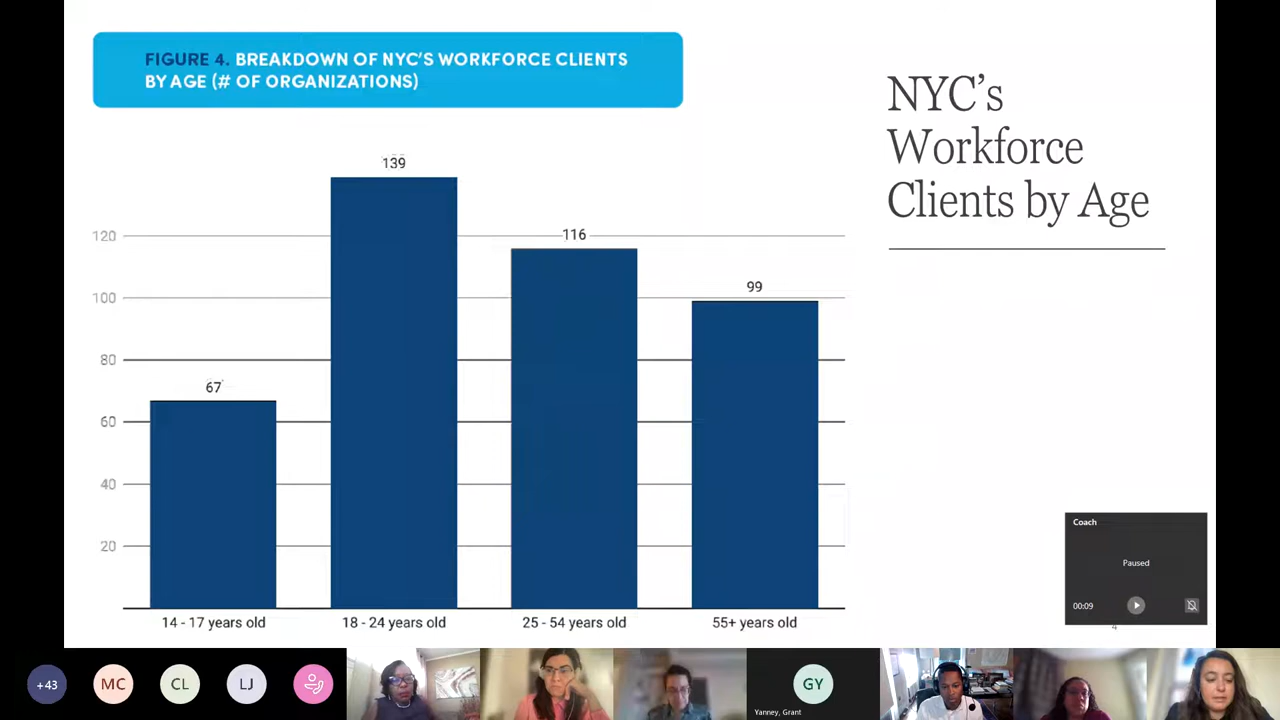 FIGURE 4. BREAKDOWN OF NYC'S WORKFORCE CLIENTS
BY AGE (# OF ORGANIZATIONS)
NYC's
Workforce
Clients by Age
139
120
116
100
99
80
67
60
40
20
14 - 17 years old
18 - 24 years old
25 - 54 years old
55+ years old
Coach
Paused
00:09
4
+43
MC
CL
LJ
GY
Yanney, Grant